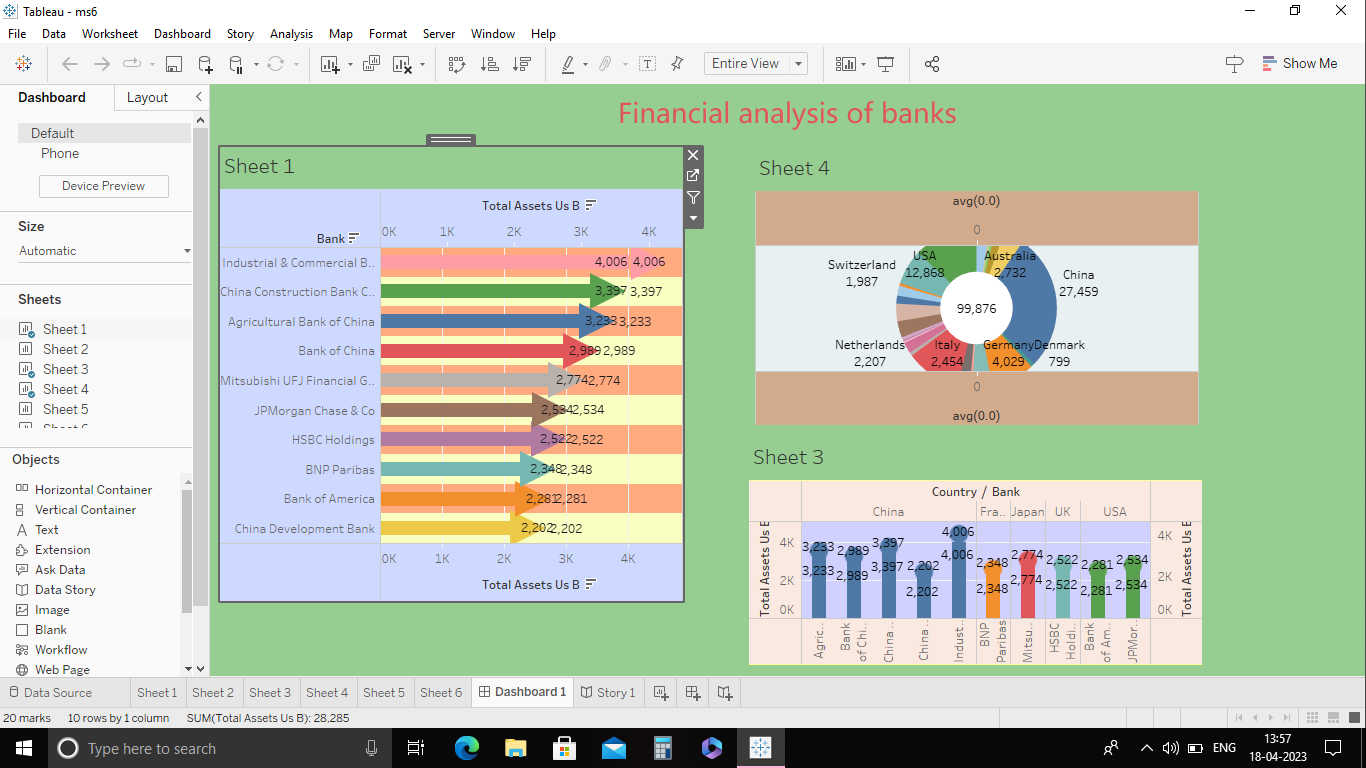 Tableau - ms6
File Data Worksheet Dashboard Story Analysis Map Format Server Window Help
Entire View
Show Me
Dashboard
Layout
Default
Phone
Device Preview
Size
Automatic
Sheets
Sheet 1
Sheet 2
Sheet 3
Sheet 4
Sheet 5
Objects
Horizontal Container
Vertical Container
Text
Extension
Ask Data
Data Story
Image
Blank
Workflow
Web Page
Financial analysis of banks
Sheet 1
Total Assets Us B
Bank
0K 1K 2K 3K 4K
Industrial & Commercial B.. 4,006 4,006
China Construction Bank C.. 3,397 3,397
Agricultural Bank of China 3,233 3,233
Bank of China 2,989 2,989
Mitsubishi UFJ Financial G.. 2,774 2,774
JPMorgan Chase & Co 2,534 2,534
HSBC Holdings 2,522 2,522
BNP Paribas 2,348 2,348
Bank of America 2,281 2,281
China Development Bank 2,202 2,202
0K 1K 2K 3K 4K
Total Assets Us B
Sheet 4
avg(0.0)
0
USA
12,868
Australia
2,732
Switzerland
1,987
China
27,459
99,876
Netherlands
2,207
Italy
2,454
Germany
4,029
Denmark
799
0
avg(0.0)
Sheet 3
Country / Bank
China Fra.. Japan UK USA
Total Assets Us B
4K
2K
0K
3,233 2,989 3,397 2,202 4,006 2,348 2,774 2,522 2,281 2,534
3,233 2,989 3,397 2,202 4,006 2,348 2,774 2,522 2,281 2,534
4K
2K
0K
Total Assets Us B
Agric..
Bank
of Chi..
China..
China..
Indust..
BNP
Paribas
Mitsu..
HSBC
Holdi..
Bank
of Am..
JPMor..
Data Source Sheet 1 Sheet 2 Sheet 3 Sheet 4 Sheet 5 Sheet 6 Dashboard 1 Story 1
20 marks 10 rows by 1 column SUM(Total Assets Us B): 28,285
Type here to search
ENG
13:57
18-04-2023